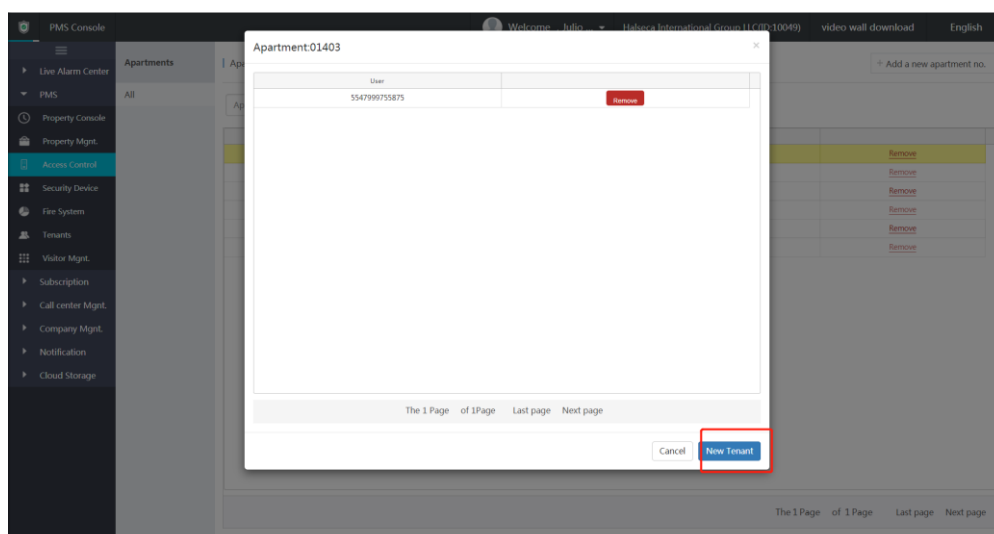 PMS Console
Welcome , Julio ...
Halseca International Group LLC(ID:10049)
video wall download
English
Live Alarm Center
PMS
Property Console
Property Mgnt.
Access Control
Security Device
Fire System
Tenants
Visitor Mgnt.
Subscription
Call center Mgnt.
Company Mgnt.
Notification
Cloud Storage
Apartments
All
+ Add a new apartment no.
Apartment:01403
×
User
5547999755875
Remove
The 1 Page of 1Page Last page Next page
Cancel
New Tenant
Remove
Remove
Remove
Remove
Remove
Remove
The 1 Page of 1 Page Last page Next page